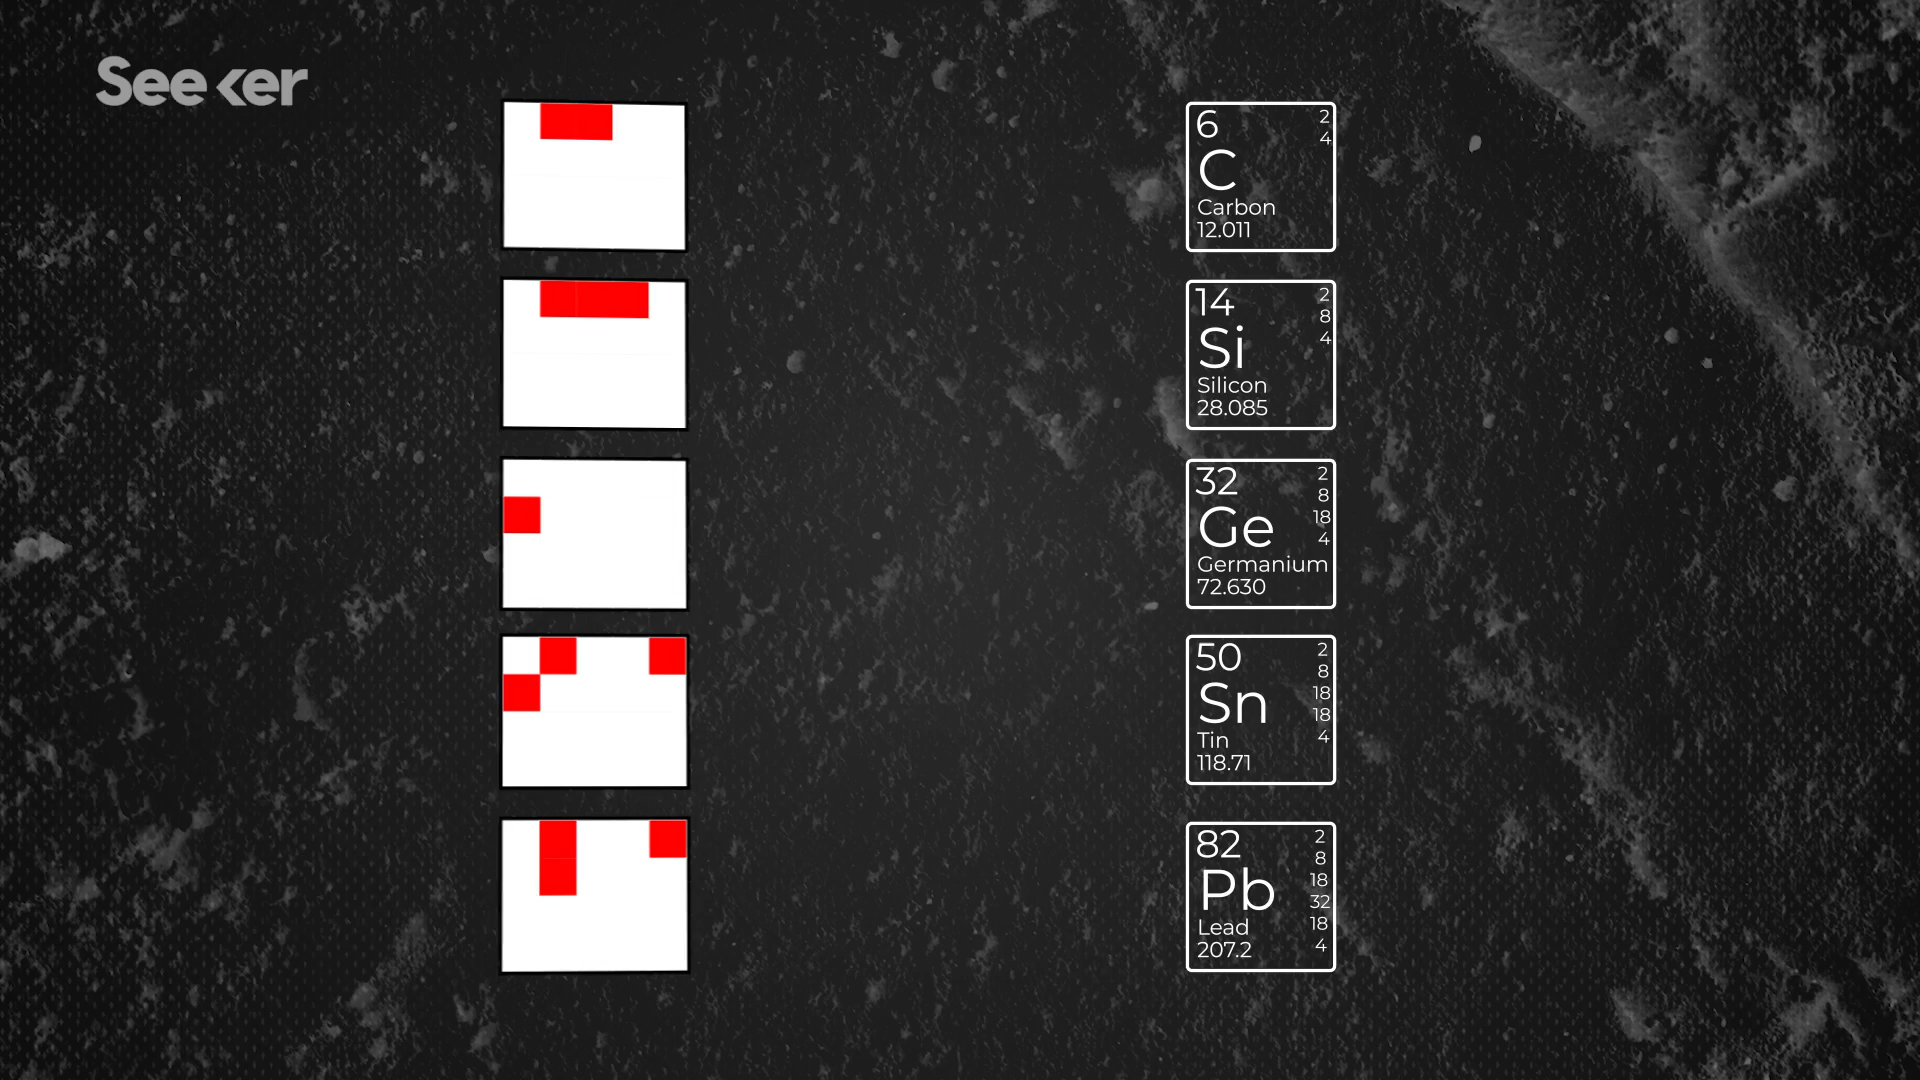 Seeker
6
2
4
C
Carbon
12.011
14
2
8
4
Si
Silicon
28.085
32
2
8
18
4
Ge
Germanium
72.630
50
2
8
18
18
4
Sn
Tin
118.71
82
2
8
18
32
18
4
Pb
Lead
207.2